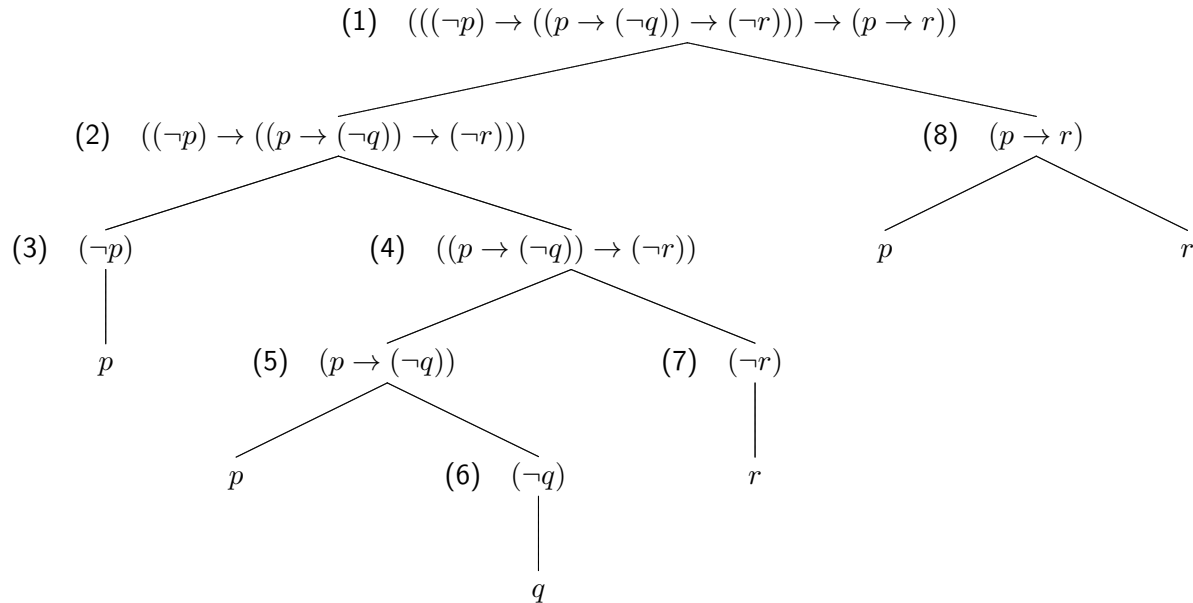 (1) (((¬p) → ((p → (¬q)) → (¬r))) → (p → r))
(2) ((¬p) → ((p → (¬q)) → (¬r)))
(8) (p → r)
(3) (¬p)
(4) ((p → (¬q)) → (¬r))
p
r
p
(5) (p → (¬q))
(7) (¬r)
p
(6) (¬q)
r
q